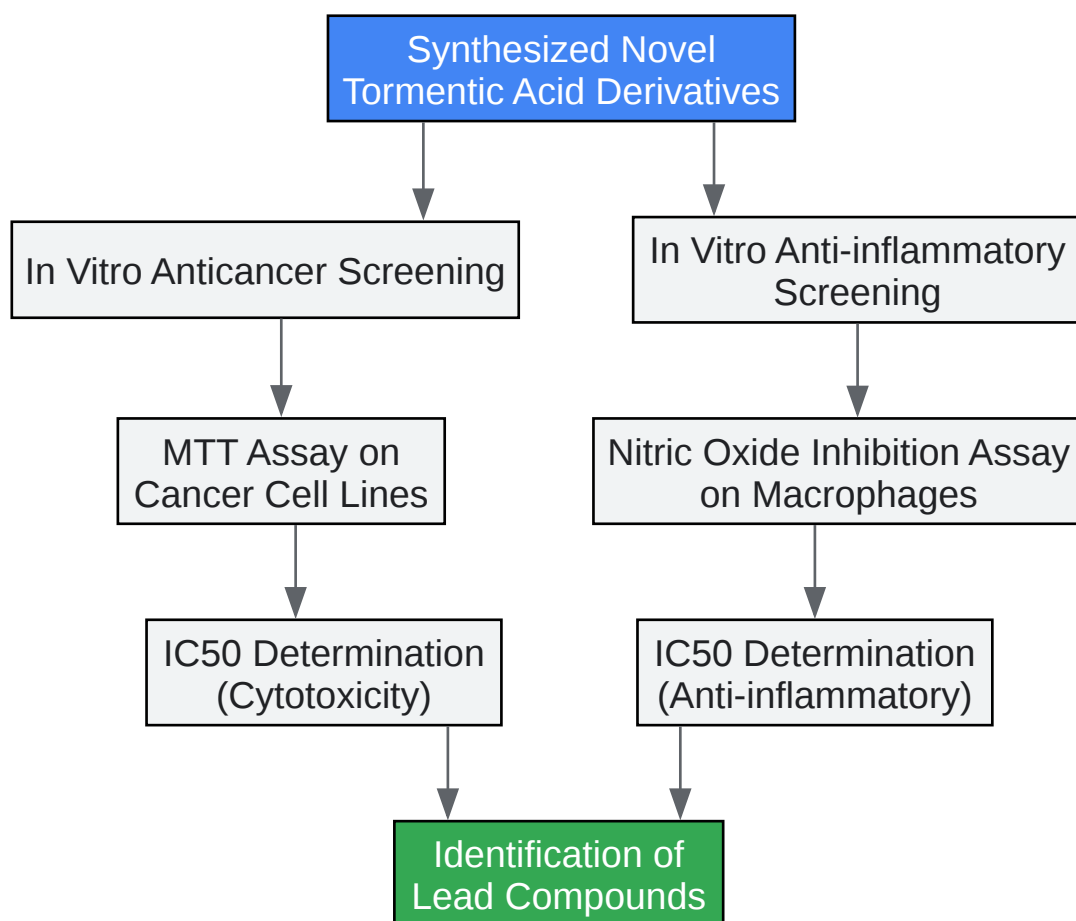 Synthesized Novel
Tormentic Acid Derivatives
In Vitro Anticancer Screening
In Vitro Anti-inflammatory
Screening
MTT Assay on
Cancer Cell Lines
Nitric Oxide Inhibition Assay
on Macrophages
IC50 Determination
(Cytotoxicity)
IC50 Determination
(Anti-inflammatory)
Identification of
Lead Compounds